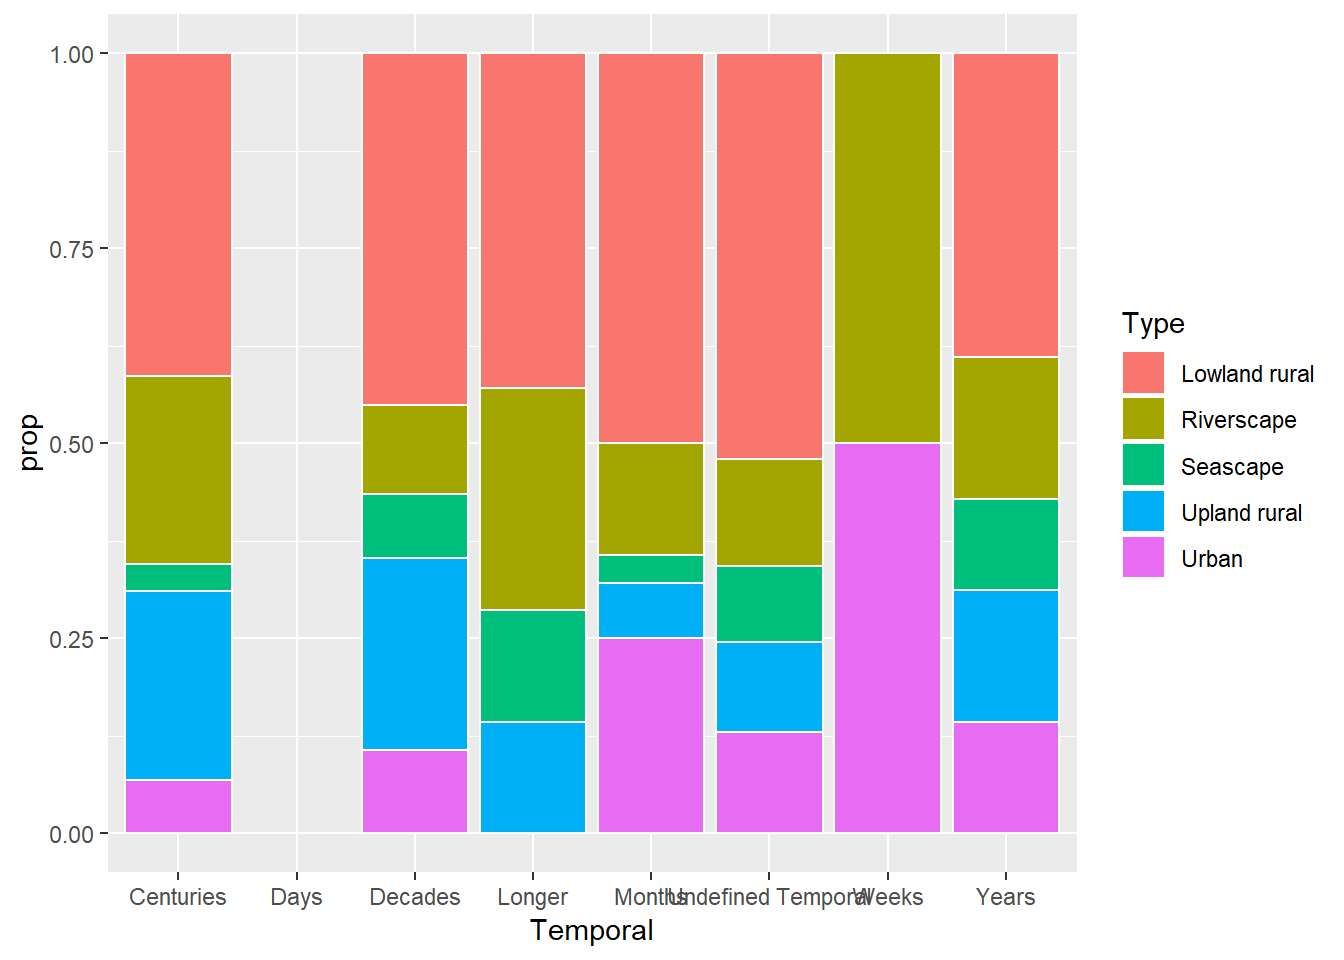 1.00
0.75
0.50
0.25
0.00
prop
Centuries Days Decades Longer Months Undefined Temporal Weeks Years
Temporal
Type
Lowland rural
Riverscape
Seascape
Upland rural
Urban